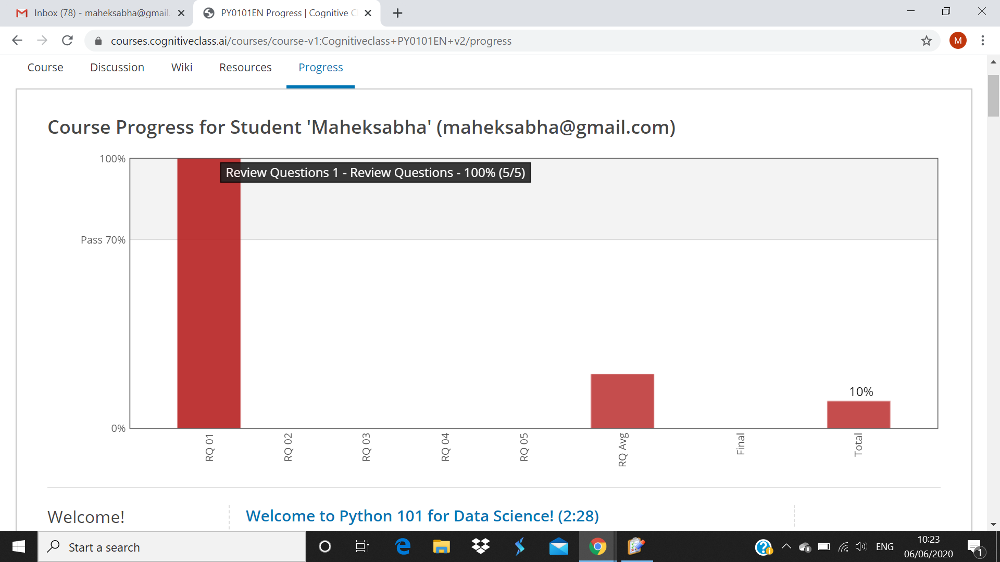 Inbox (78) - maheksabha@gmail.
PY0101EN Progress | Cognitive Cl
courses.cognitiveclass.ai/courses/course-v1:Cognitiveclass+PY0101EN+v2/progress
M
Course
Discussion
Wiki
Resources
Progress
Course Progress for Student 'Maheksabha' (maheksabha@gmail.com)
100%
Review Questions 1 - Review Questions - 100% (5/5)
Pass 70%
10%
0%
RQ 01
RQ 02
RQ 03
RQ 04
RQ 05
RQ Avg
Final
Total
Welcome!
Welcome to Python 101 for Data Science! (2:28)
Start a search
ENG
10:23
06/06/2020
1